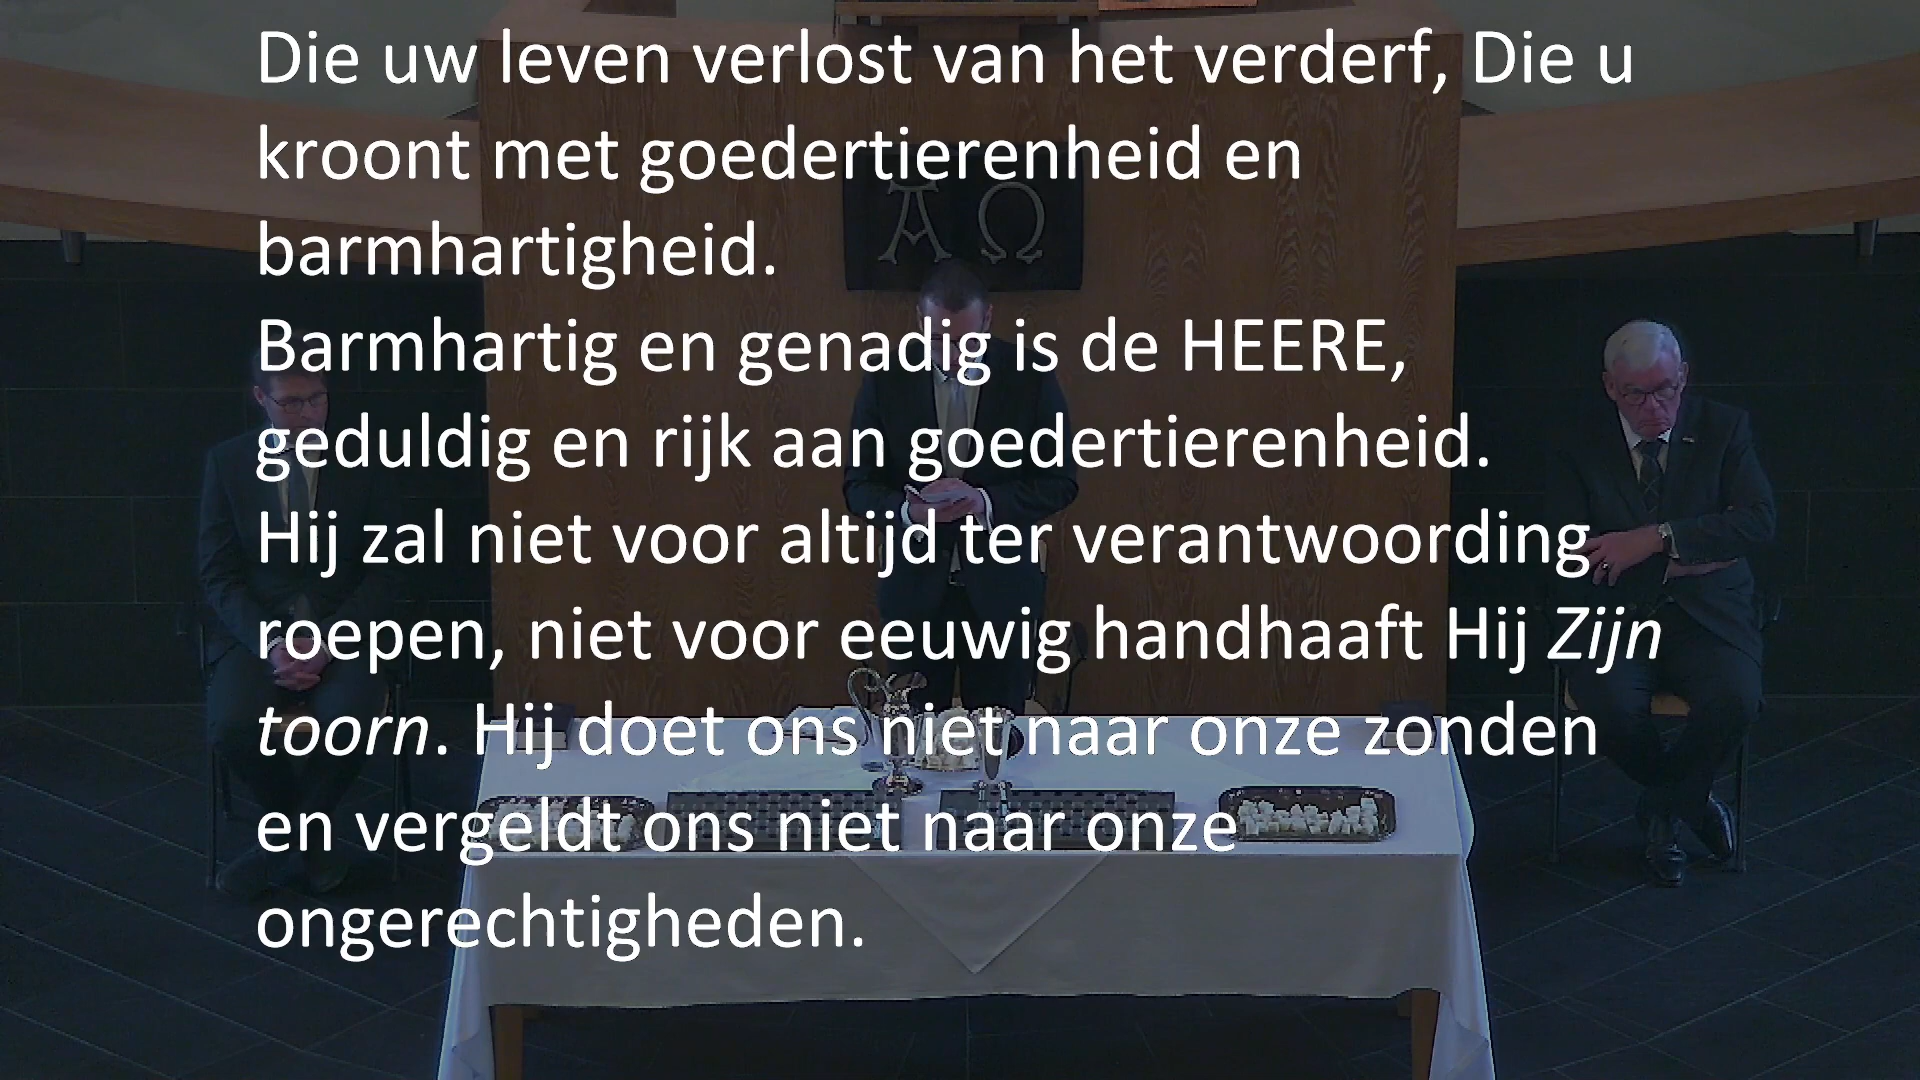 Die uw leven verlost van het verderf, Die u
kroont met goedertierenheid en
barmhartigheid.
Barmhartig en genadig is de HEERE,
geduldig en rijk aan goedertierenheid.
Hij zal niet voor altijd ter verantwoording
roepen, niet voor eeuwig handhaaft Hij Zijn
toorn. Hij doet ons niet naar onze zonden
en vergeldt ons niet naar onze
ongerechtigheden.
Α Ω